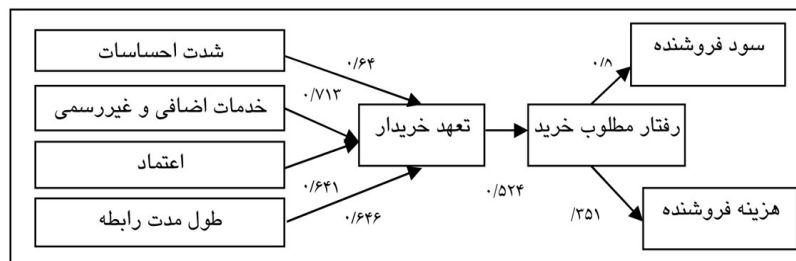 شدت احساسات
خدمات اضافی و غیررسمی
اعتماد
طول مدت رابطه
۰/۶۴
۰/۷۱۳
۰/۶۴۱
۰/۶۴۶
تعهد خریدار
۰/۵۲۴
رفتار مطلوب خرید
۰/۸
/۳۵۱
سود فروشنده
هزینه فروشنده